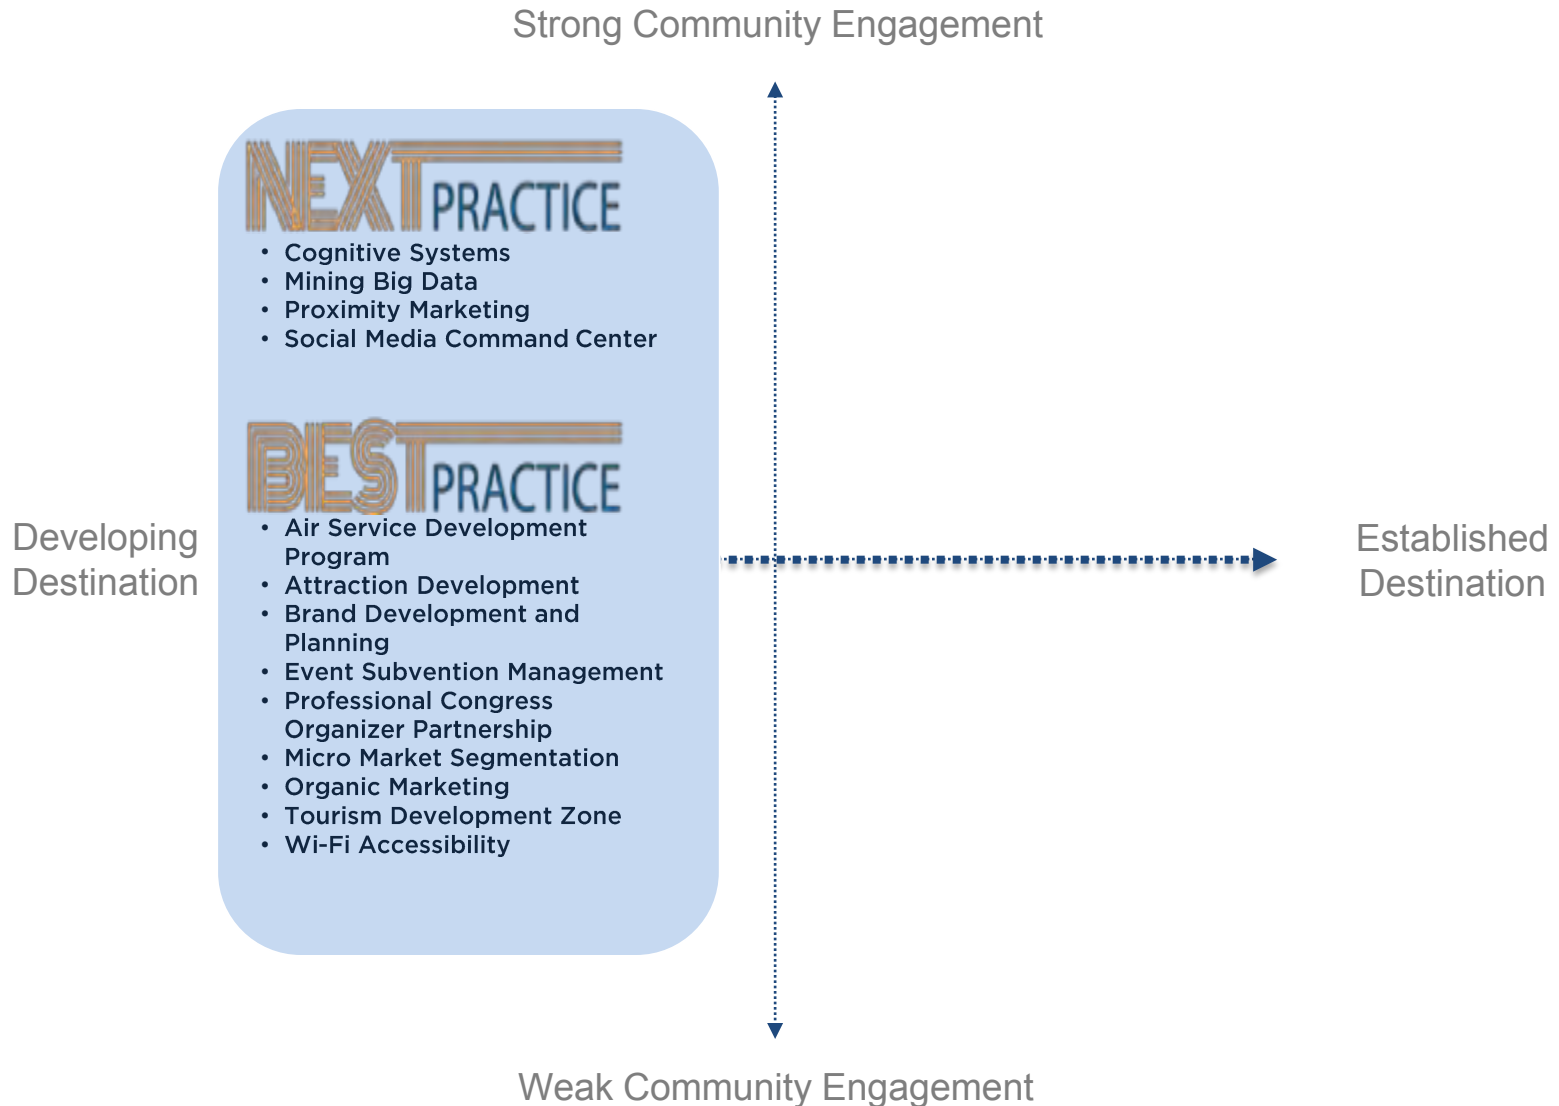 Strong Community Engagement
NEXT PRACTICE
• Cognitive Systems
• Mining Big Data
• Proximity Marketing
• Social Media Command Center
BEST PRACTICE
• Air Service Development
Program
• Attraction Development
• Brand Development and
Planning
• Event Subvention Management
• Professional Congress
Organizer Partnership
• Micro Market Segmentation
• Organic Marketing
• Tourism Development Zone
• Wi-Fi Accessibility
Developing
Destination
Established
Destination
Weak Community Engagement